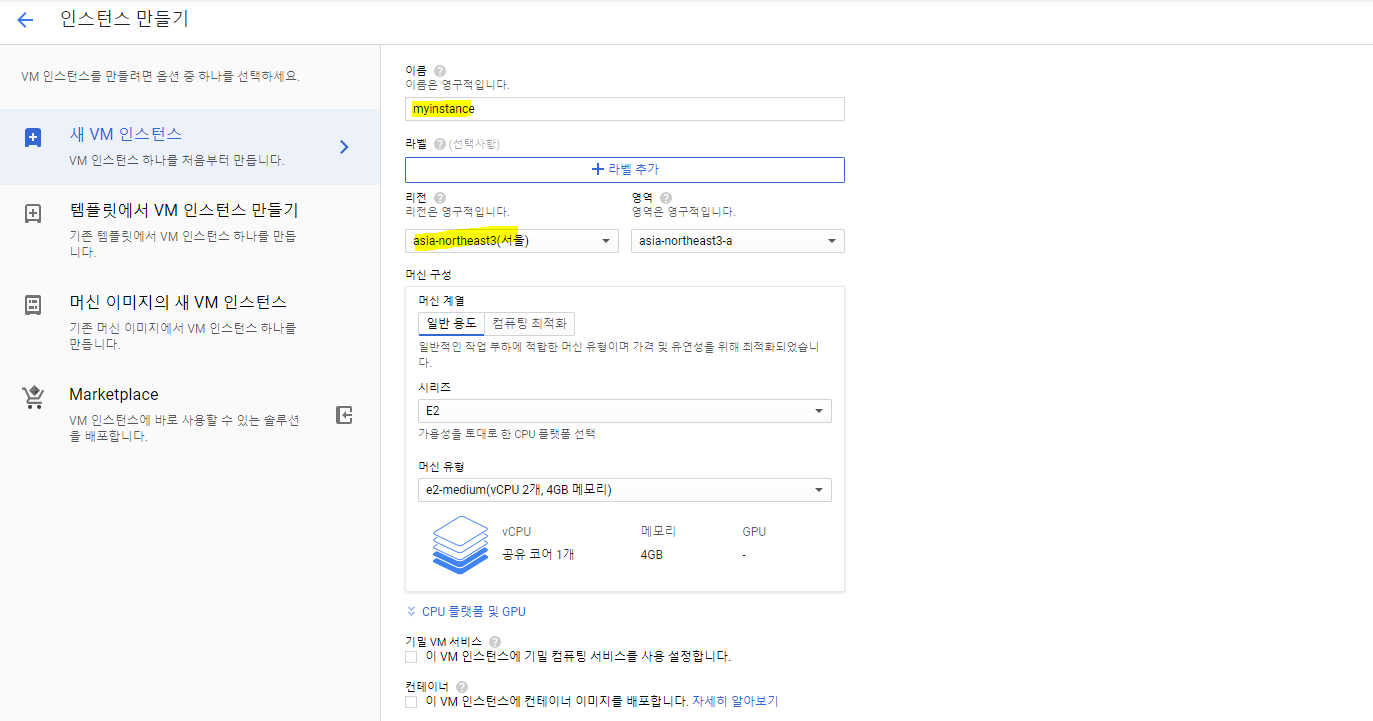 인스턴스 만들기
VM 인스턴스를 만들려면 옵션 중 하나를 선택하세요.
새 VM 인스턴스
VM 인스턴스 하나를 처음부터 만듭니다.
템플릿에서 VM 인스턴스 만들기
기존 템플릿에서 VM 인스턴스 하나를 만듭
니다.
머신 이미지의 새 VM 인스턴스
기존 머신 이미지에서 VM 인스턴스 하나를
만듭니다.
Marketplace
VM 인스턴스에 바로 사용할 수 있는 솔루션
을 배포합니다.
이름 ?
이름은 영구적입니다.
myinstance
라벨 ? (선택사항)
+ 라벨 추가
리전 ?
리전은 영구적입니다.
asia-northeast3(서울)
영역 ?
영역은 영구적입니다.
asia-northeast3-a
머신 구성
머신 계열
일반 용도 컴퓨팅 최적화
일반적인 작업 부하에 적합한 머신 유형이며 가격 및 유연성을 위해 최적화되었습니
다.
시리즈
E2
가용성을 토대로 한 CPU 플랫폼 선택
머신 유형
e2-medium(vCPU 2개, 4GB 메모리)
vCPU 메모리 GPU
공유 코어 1개 4GB -
CPU 플랫폼 및 GPU
기밀 VM 서비스 ?
이 VM 인스턴스에 기밀 컴퓨팅 서비스를 사용 설정합니다.
컨테이너 ?
이 VM 인스턴스에 컨테이너 이미지를 배포합니다. 자세히 알아보기